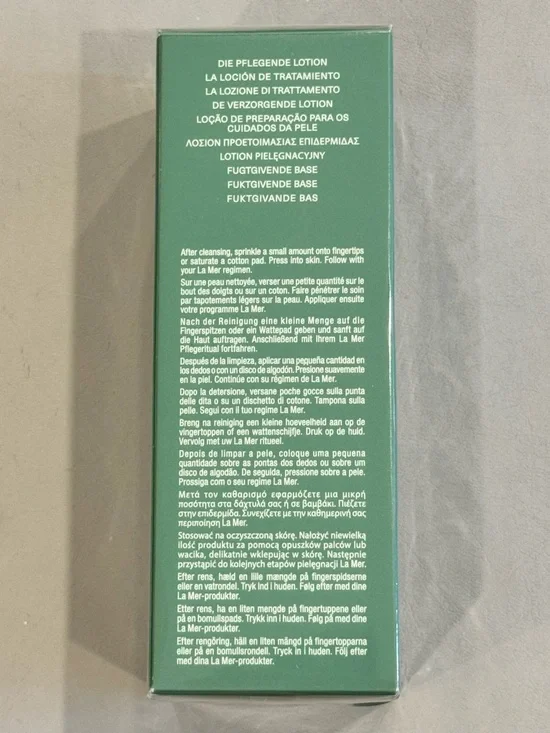 DIE PFLEGENDE LOTION
LA LOCIÓN DE TRATAMIENTO
LA LOZIONE DI TRATTAMENTO
DE VERZORGENDE LOTION
LOÇÃO DE PREPARAÇÃO PARA OS
CUIDADOS DA PELE
ΛΟΣΙΟΝ ΠΡΟΕΤΟΙΜΑΣΙΑΣ ΕΠΙΔΕΡΜΙΔΑΣ
LOTION PIELĘGNACYJNY
FUGTGIVENDE BASE
FUKTGIVENDE BASE
FUKTGIVANDE BAS
After cleansing, sprinkle a small amount onto fingertips
or saturate a cotton pad. Press into skin. Follow with
your La Mer regimen.
Sur une peau nettoyée, verser une petite quantité sur le
bout des doigts ou sur un coton. Faire pénétrer le soin
par tapotements légers sur la peau. Appliquer ensuite
votre programme La Mer.
Nach der Reinigung eine kleine Menge auf die
Fingerspitzen oder ein Wattepad geben und sanft auf
die Haut auftragen. Anschließend mit Ihrem La Mer
Pflegeritual fortfahren.
Después de la limpieza, aplicar una pequeña cantidad en
los dedos o con un disco de algodón. Presione suavemente
en la piel. Continúe con su régimen de La Mer.
Dopo la detersione, versane poche gocce sulla punta
delle dita o su un dischetto di cotone. Tampona sulla
pelle. Segui con il tuo regime La Mer.
Breng na reiniging een kleine hoeveelheid aan op de
vingertoppen of een wattenschijfje. Druk op de huid.
Vervolg met uw La Mer ritueel.
Depois de limpar a pele, coloque uma pequena
quantidade sobre as pontas dos dedos ou sobre um
disco de algodão. De seguida, pressione sobre a pele.
Prossiga com o seu regime La Mer.
Μετά τον καθαρισμό εφαρμόζετε μια μικρή
ποσότητα στα δάχτυλά σας ή σε βαμβάκι. Πιέζετε
στην επιδερμίδα. Συνεχίζετε με την καθημερινή σας
περιποίηση La Mer.
Stosować na oczyszczoną skórę. Nałożyć niewielką
ilość produktu za pomocą opuszków palców lub
wacika, delikatnie wklepując w skórę. Następnie
przystąpić do kolejnych etapów pielęgnacji La Mer.
Efter rens, hæld en lille mængde på fingerspidserne
eller en vatrondel. Tryk ind i huden. Følg efter med dine
La Mer-produkter.
Etter rens, ha en liten mengde på fingertuppene eller
på en bomullspads. Trykk inn i huden. Følg på med dine
La Mer-produkter.
Efter rengöring, häll en liten mängd på fingertopparna
eller på en bomullsrondell. Tryck in i huden. Följ efter
med dina La Mer-produkter.